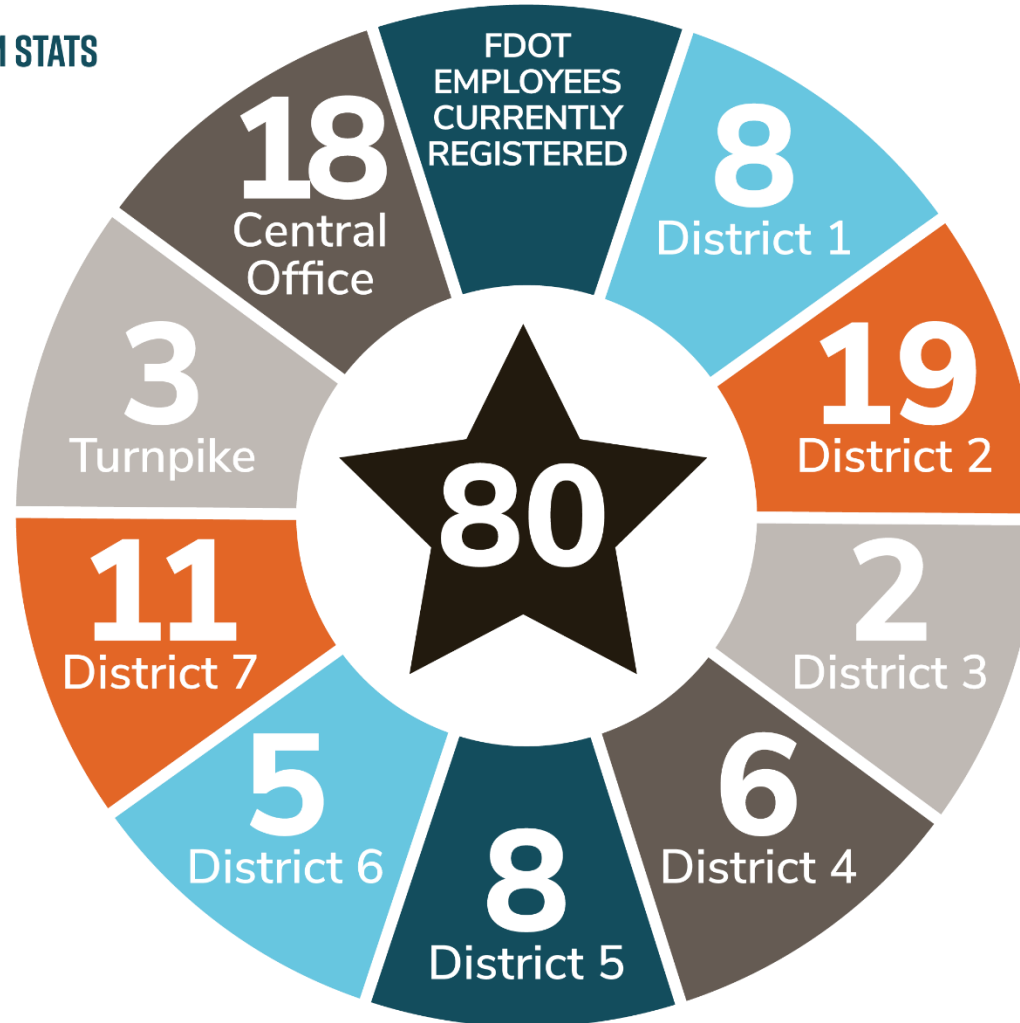 STATS
FDOT
EMPLOYEES
CURRENTLY
REGISTERED
8
District 1
19
District 2
2
District 3
6
District 4
8
District 5
5
District 6
11
District 7
3
Turnpike
18
Central
Office
80